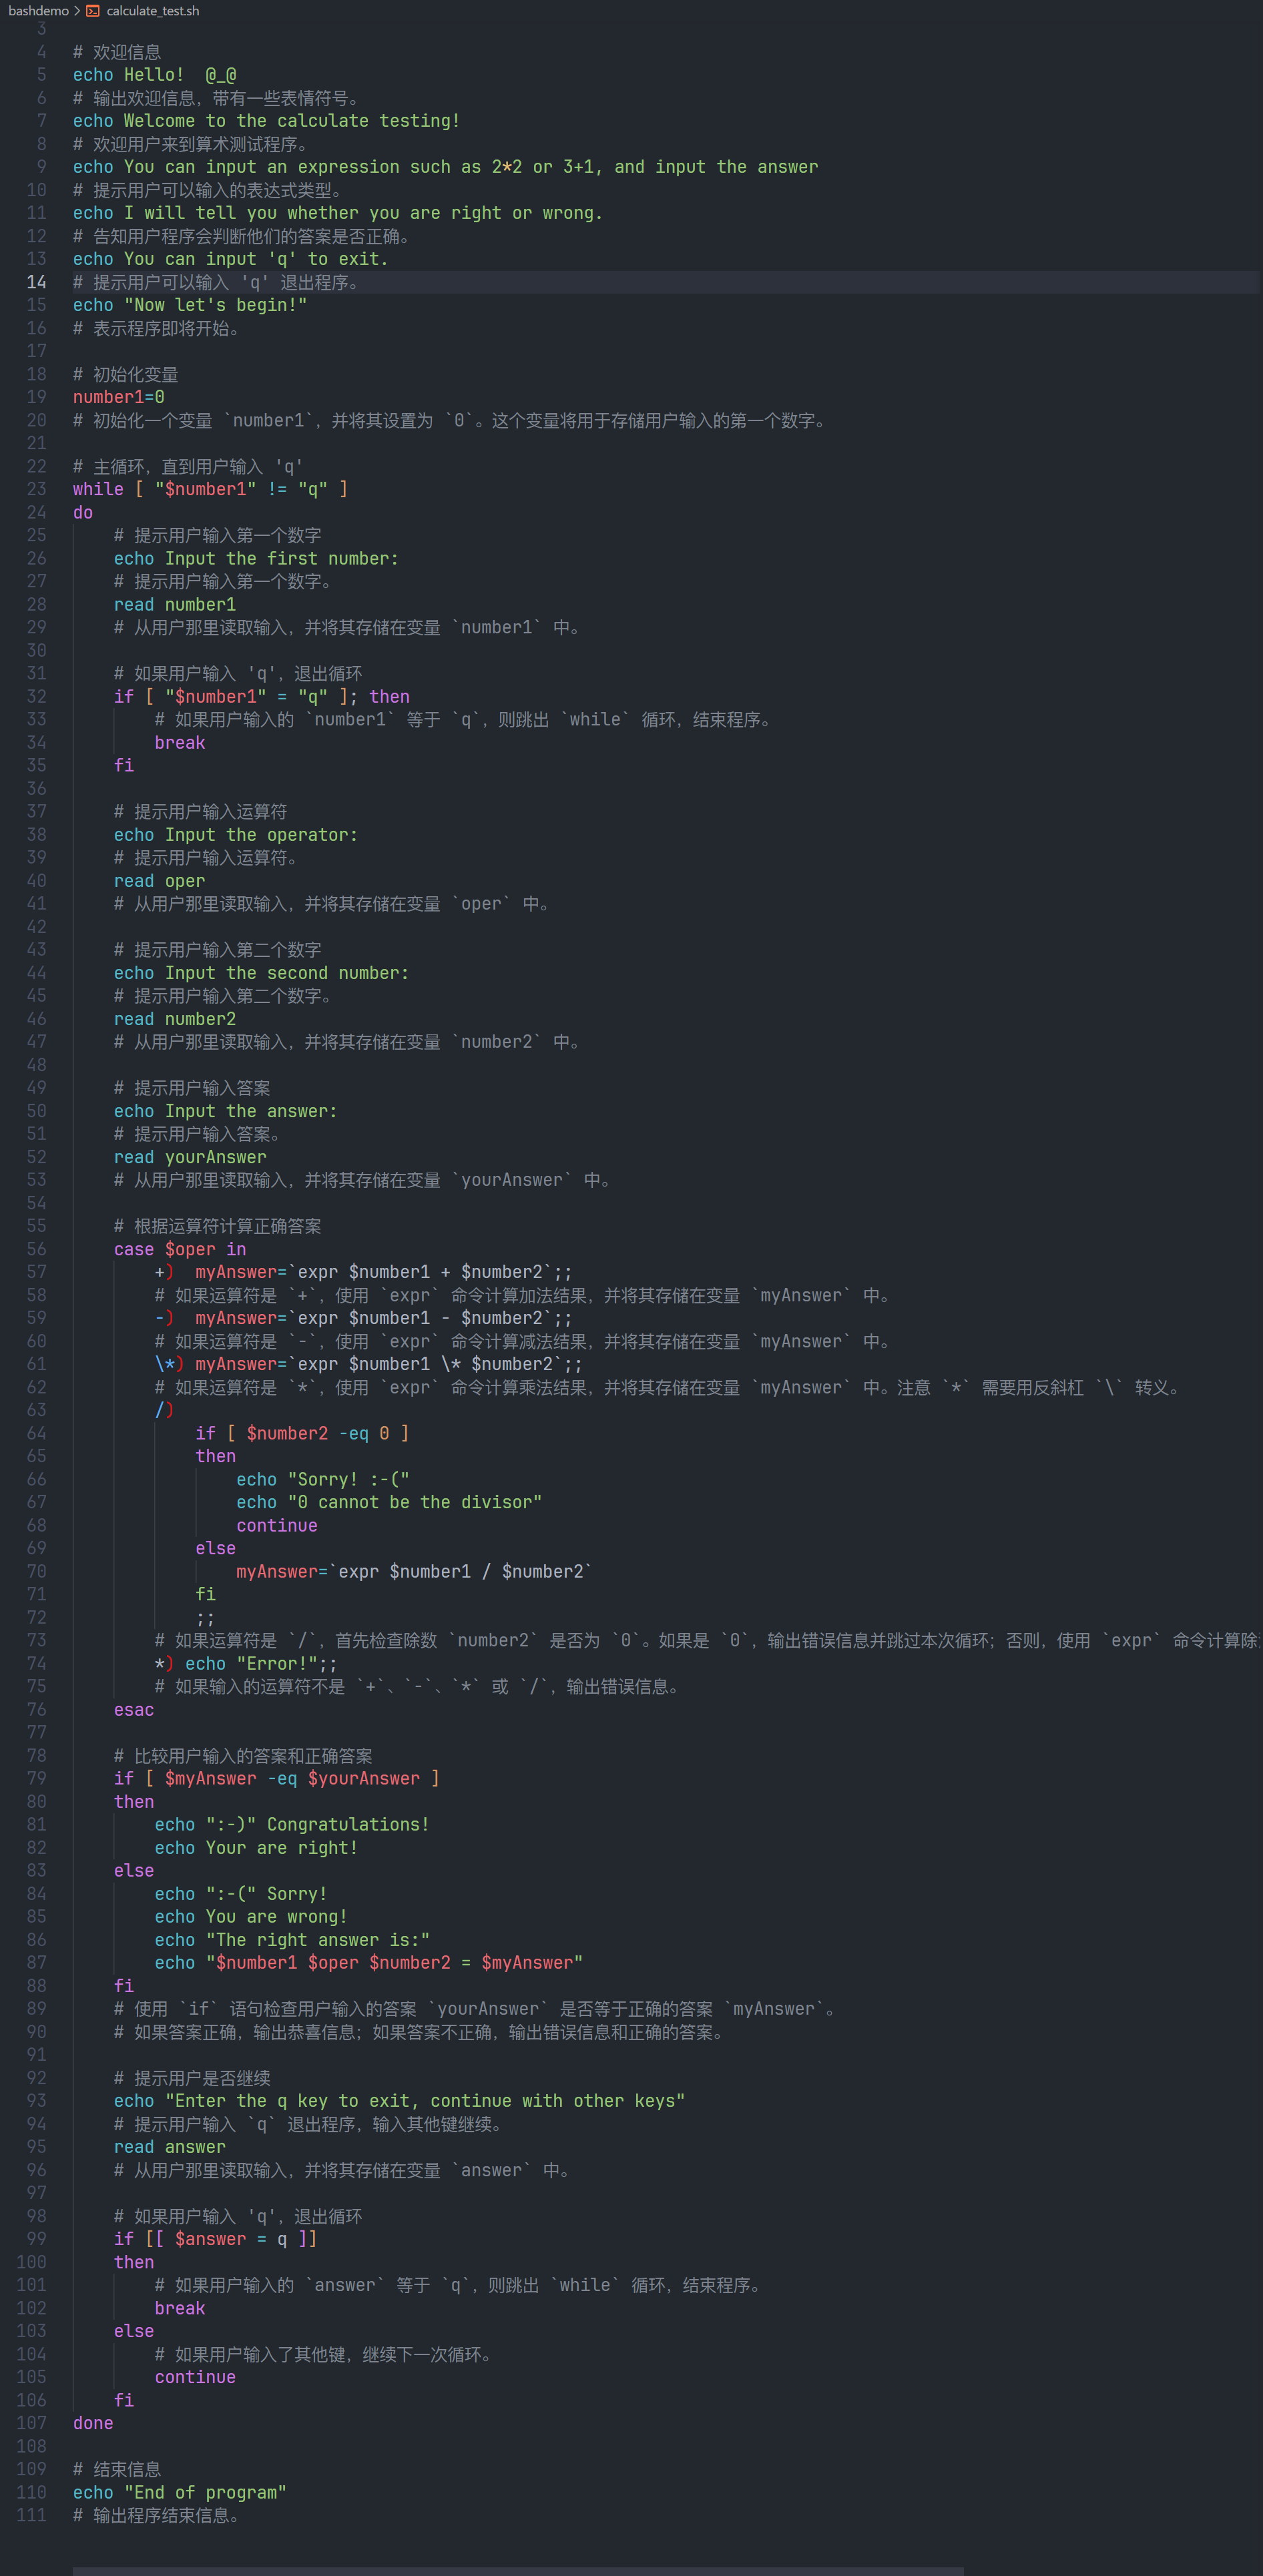 bashdemo > calculate_test.sh
3
4 # 欢迎信息
5 echo Hello!  @_@
6 # 输出欢迎信息，带有一些表情符号。
7 echo Welcome to the calculate testing!
8 # 欢迎用户来到算术测试程序。
9 echo You can input an expression such as 2*2 or 3+1, and input the answer
10 # 提示用户可以输入的表达式类型。
11 echo I will tell you whether you are right or wrong.
12 # 告知用户程序会判断他们的答案是否正确。
13 echo You can input 'q' to exit.
14 # 提示用户可以输入 'q' 退出程序。
15 echo "Now let's begin!"
16 # 表示程序即将开始。
17
18 # 初始化变量
19 number1=0
20 # 初始化一个变量 `number1`，并将其设置为 `0`。这个变量将用于存储用户输入的第一个数字。
21
22 # 主循环，直到用户输入 'q'
23 while [ "$number1" != "q" ]
24 do
25     # 提示用户输入第一个数字
26     echo Input the first number:
27     # 提示用户输入第一个数字。
28     read number1
29     # 从用户那里读取输入，并将其存储在变量 `number1` 中。
30
31     # 如果用户输入 'q'，退出循环
32     if [ "$number1" = "q" ]; then
33         # 如果用户输入的 `number1` 等于 `q`，则跳出 `while` 循环，结束程序。
34         break
35     fi
36
37     # 提示用户输入运算符
38     echo Input the operator:
39     # 提示用户输入运算符。
40     read oper
41     # 从用户那里读取输入，并将其存储在变量 `oper` 中。
42
43     # 提示用户输入第二个数字
44     echo Input the second number:
45     # 提示用户输入第二个数字。
46     read number2
47     # 从用户那里读取输入，并将其存储在变量 `number2` 中。
48
49     # 提示用户输入答案
50     echo Input the answer:
51     # 提示用户输入答案。
52     read yourAnswer
53     # 从用户那里读取输入，并将其存储在变量 `yourAnswer` 中。
54
55     # 根据运算符计算正确答案
56     case $oper in
57         +)  myAnswer=`expr $number1 + $number2`;;
58         # 如果运算符是 `+`，使用 `expr` 命令计算加法结果，并将其存储在变量 `myAnswer` 中。
59         -)  myAnswer=`expr $number1 - $number2`;;
60         # 如果运算符是 `-`，使用 `expr` 命令计算减法结果，并将其存储在变量 `myAnswer` 中。
61         \*) myAnswer=`expr $number1 \* $number2`;;
62         # 如果运算符是 `*`，使用 `expr` 命令计算乘法结果，并将其存储在变量 `myAnswer` 中。注意 `*` 需要用反斜杠 `\` 转义。
63         /)
64             if [ $number2 -eq 0 ]
65             then
66                 echo "Sorry! :-("
67                 echo "0 cannot be the divisor"
68                 continue
69             else
70                 myAnswer=`expr $number1 / $number2`
71             fi
72             ;;
73         # 如果运算符是 `/`，首先检查除数 `number2` 是否为 `0`。如果是 `0`，输出错误信息并跳过本次循环；否则，使用 `expr` 命令计算除
74         *) echo "Error!";;
75         # 如果输入的运算符不是 `+`、`-`、`*` 或 `/`，输出错误信息。
76     esac
77
78     # 比较用户输入的答案和正确答案
79     if [ $myAnswer -eq $yourAnswer ]
80     then
81         echo ":-)" Congratulations!
82         echo Your are right!
83     else
84         echo ":-(" Sorry!
85         echo You are wrong!
86         echo "The right answer is:"
87         echo "$number1 $oper $number2 = $myAnswer"
88     fi
89     # 使用 `if` 语句检查用户输入的答案 `yourAnswer` 是否等于正确的答案 `myAnswer`。
90     # 如果答案正确，输出恭喜信息；如果答案不正确，输出错误信息和正确的答案。
91
92     # 提示用户是否继续
93     echo "Enter the q key to exit, continue with other keys"
94     # 提示用户输入 `q` 退出程序，输入其他键继续。
95     read answer
96     # 从用户那里读取输入，并将其存储在变量 `answer` 中。
97
98     # 如果用户输入 'q'，退出循环
99     if [[ $answer = q ]]
100     then
101         # 如果用户输入的 `answer` 等于 `q`，则跳出 `while` 循环，结束程序。
102         break
103     else
104         # 如果用户输入了其他键，继续下一次循环。
105         continue
106     fi
107 done
108
109 # 结束信息
110 echo "End of program"
111 # 输出程序结束信息。